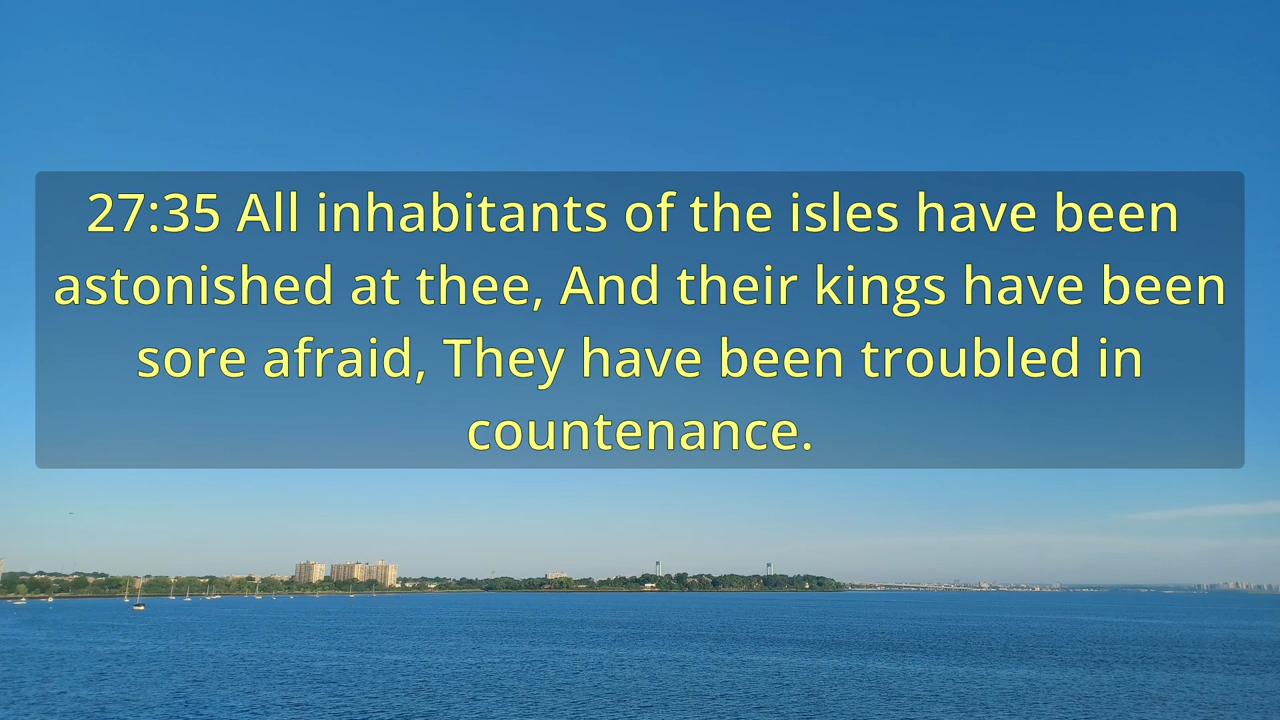 27:35 All inhabitants of the isles have been
astonished at thee, And their kings have been
sore afraid, They have been troubled in
countenance.